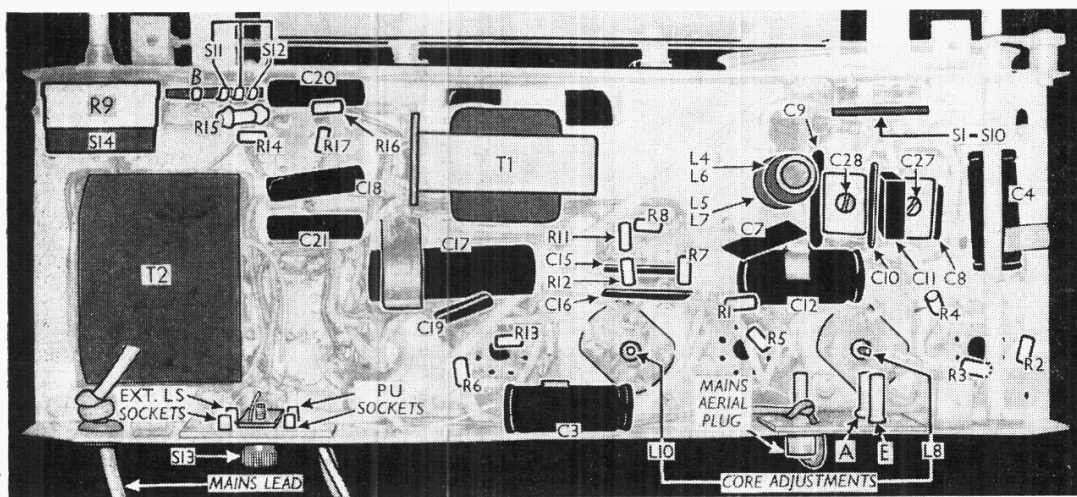 S11 S12
B
C20
R9
S14
R15
R14
R17
R16
C9
S1-S10
T1
L4
L6
C28
C27
C4
L5
L7
C18
C21
R8
R11
C7
R7
C17
C15
R12
C16
C10
C11
C8
T2
C12
R1
R4
C19
R13
R5
R6
R3
R2
EXT. LS
SOCKETS
PU
SOCKETS
MAINS
AERIAL
PLUG
C3
S13
MAINS LEAD
L10
A
E
L8
CORE ADJUSTMENTS